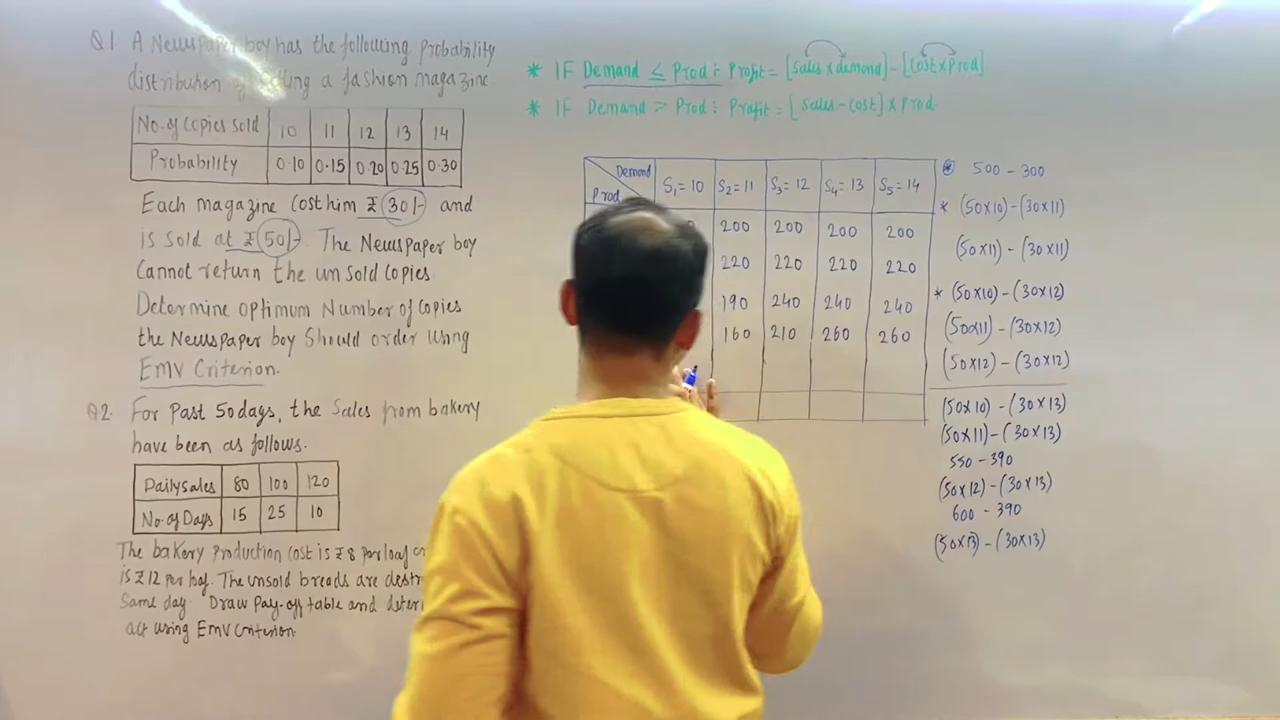 Q1 A Newspaper boy has the following Probability
distribution of selling a fashion magazine
No. of Copies sold 10 11 12 13 14
Probability 0.10 0.15 0.20 0.25 0.30
Each magazine Cost him ₹ 30/- and
is sold at ₹ 50/-. The Newspaper boy
Cannot return the unsold Copies
Determine optimum Number of Copies
the Newspaper boy Should order Using
EMV Criterion.
Q2. For Past 50 days, the Sales from bakery
have been as follows.
Daily sales 80 100 120
No. of Days 15 25 10
The bakery Production Cost is ₹ 8 Per loaf
is ₹ 12 Per loaf. The unsold breads are
Same day. Draw Pay-off table and
act using EMV Criterion.
* IF Demand ≤ Prod : Profit = [Sales × demand] - [Cost × Prod]
* IF Demand > Prod : Profit = [Sales - Cost] × Prod
Demand
Prod S₁ = 10 S₂ = 11 S₃ = 12 S₄ = 13 S₅ = 14
200 200 200 200
220 220 220 220
190 240 240 240
160 210 260 260
* 500 - 300
* (50×10) - (30×11)
(50×11) - (30×11)
* (50×10) - (30×12)
(50×11) - (30×12)
(50×12) - (30×12)
(50×10) - (30×13)
(50×11) - (30×13)
550 - 390
(50×12) - (30×13)
600 - 390
(50×13) - (30×13)